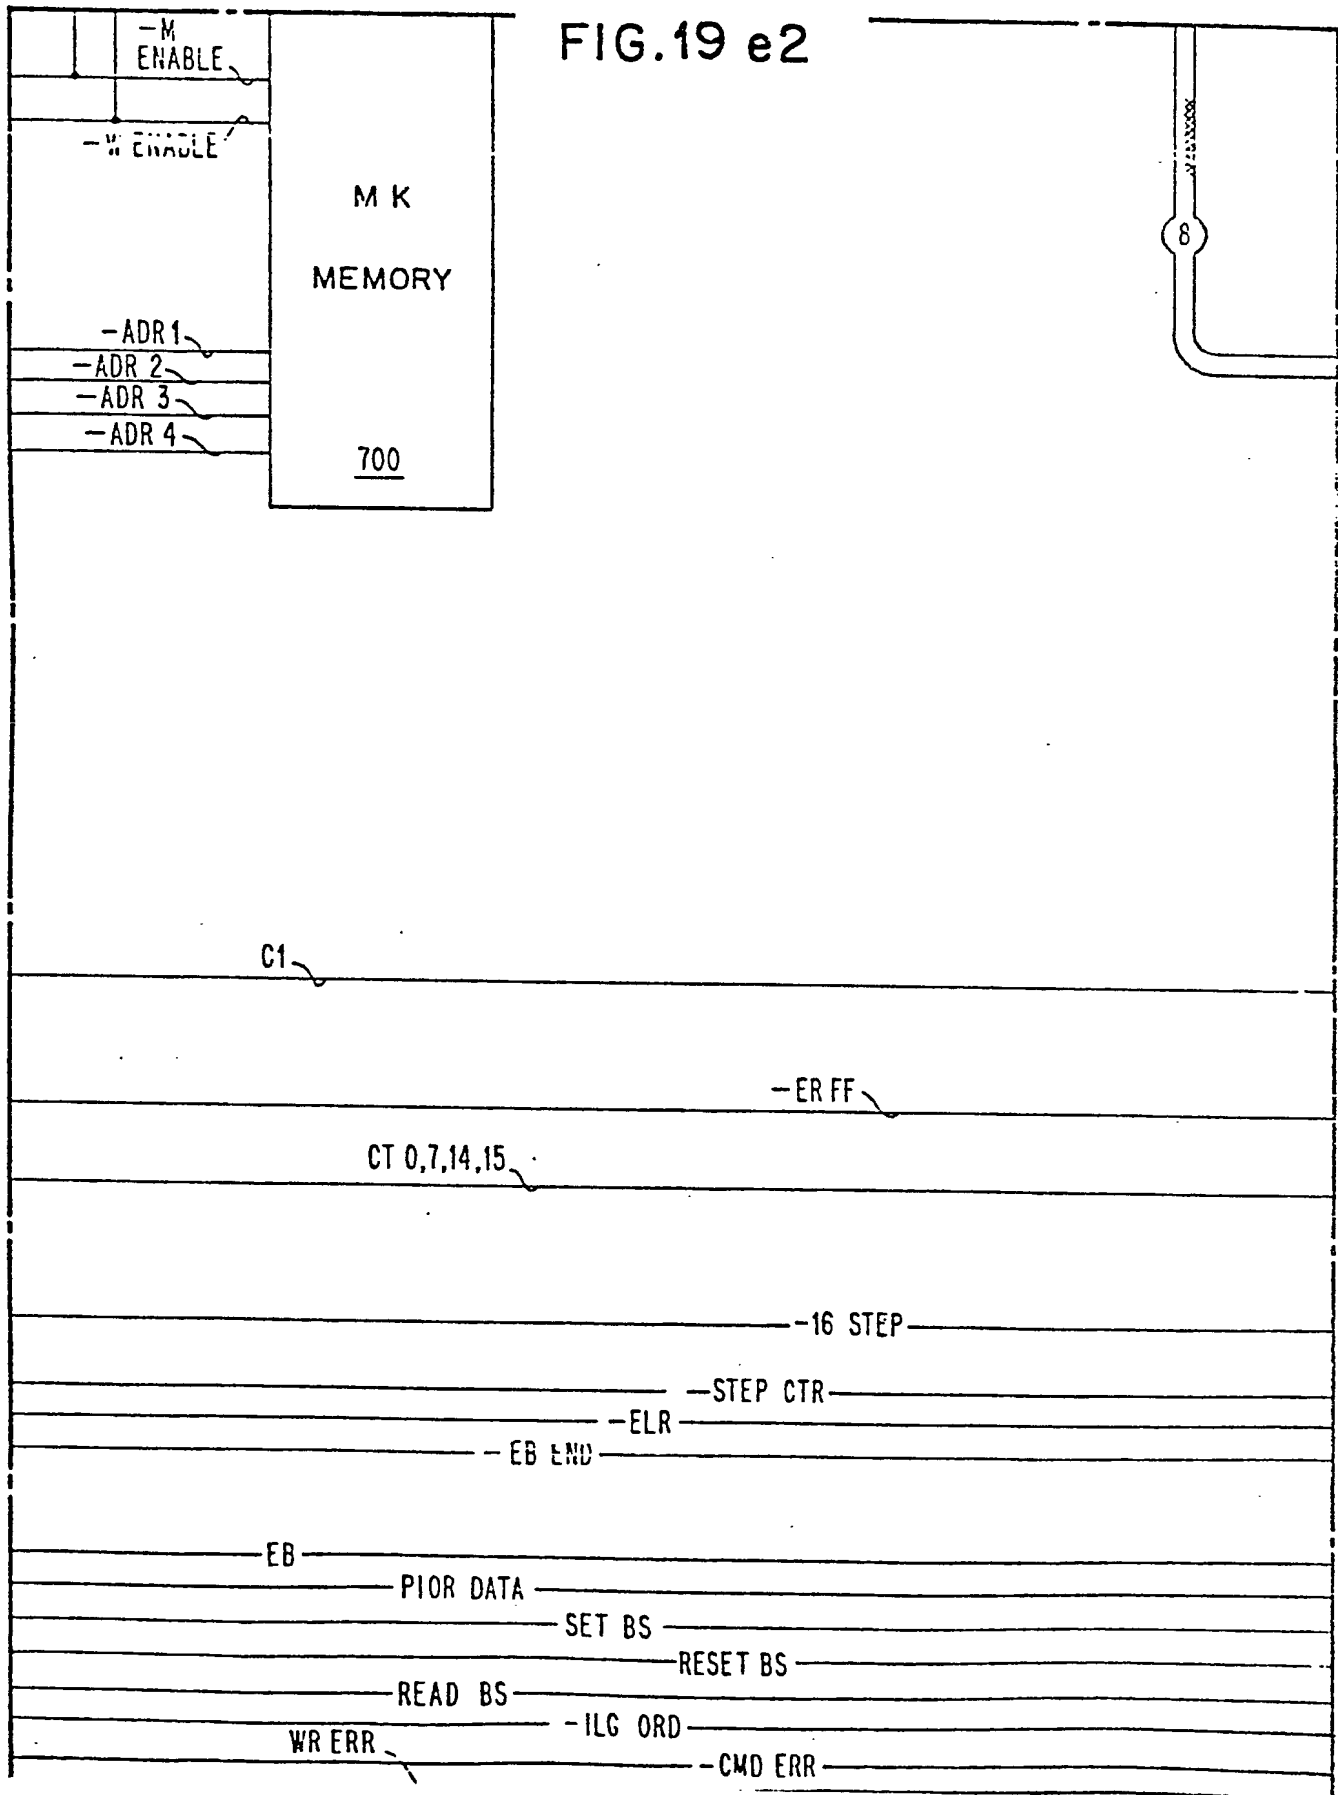 FIG.19 e2
-M
ENABLE
-W ENABLE
M K
MEMORY
8
-ADR 1
-ADR 2
-ADR 3
-ADR 4
700
C1
-ER FF
CT 0,7,14,15
-16 STEP
-STEP CTR
-ELR
-EB END
EB
PIOR DATA
SET BS
RESET BS
READ BS
-ILG ORD
WR ERR
-CMD ERR